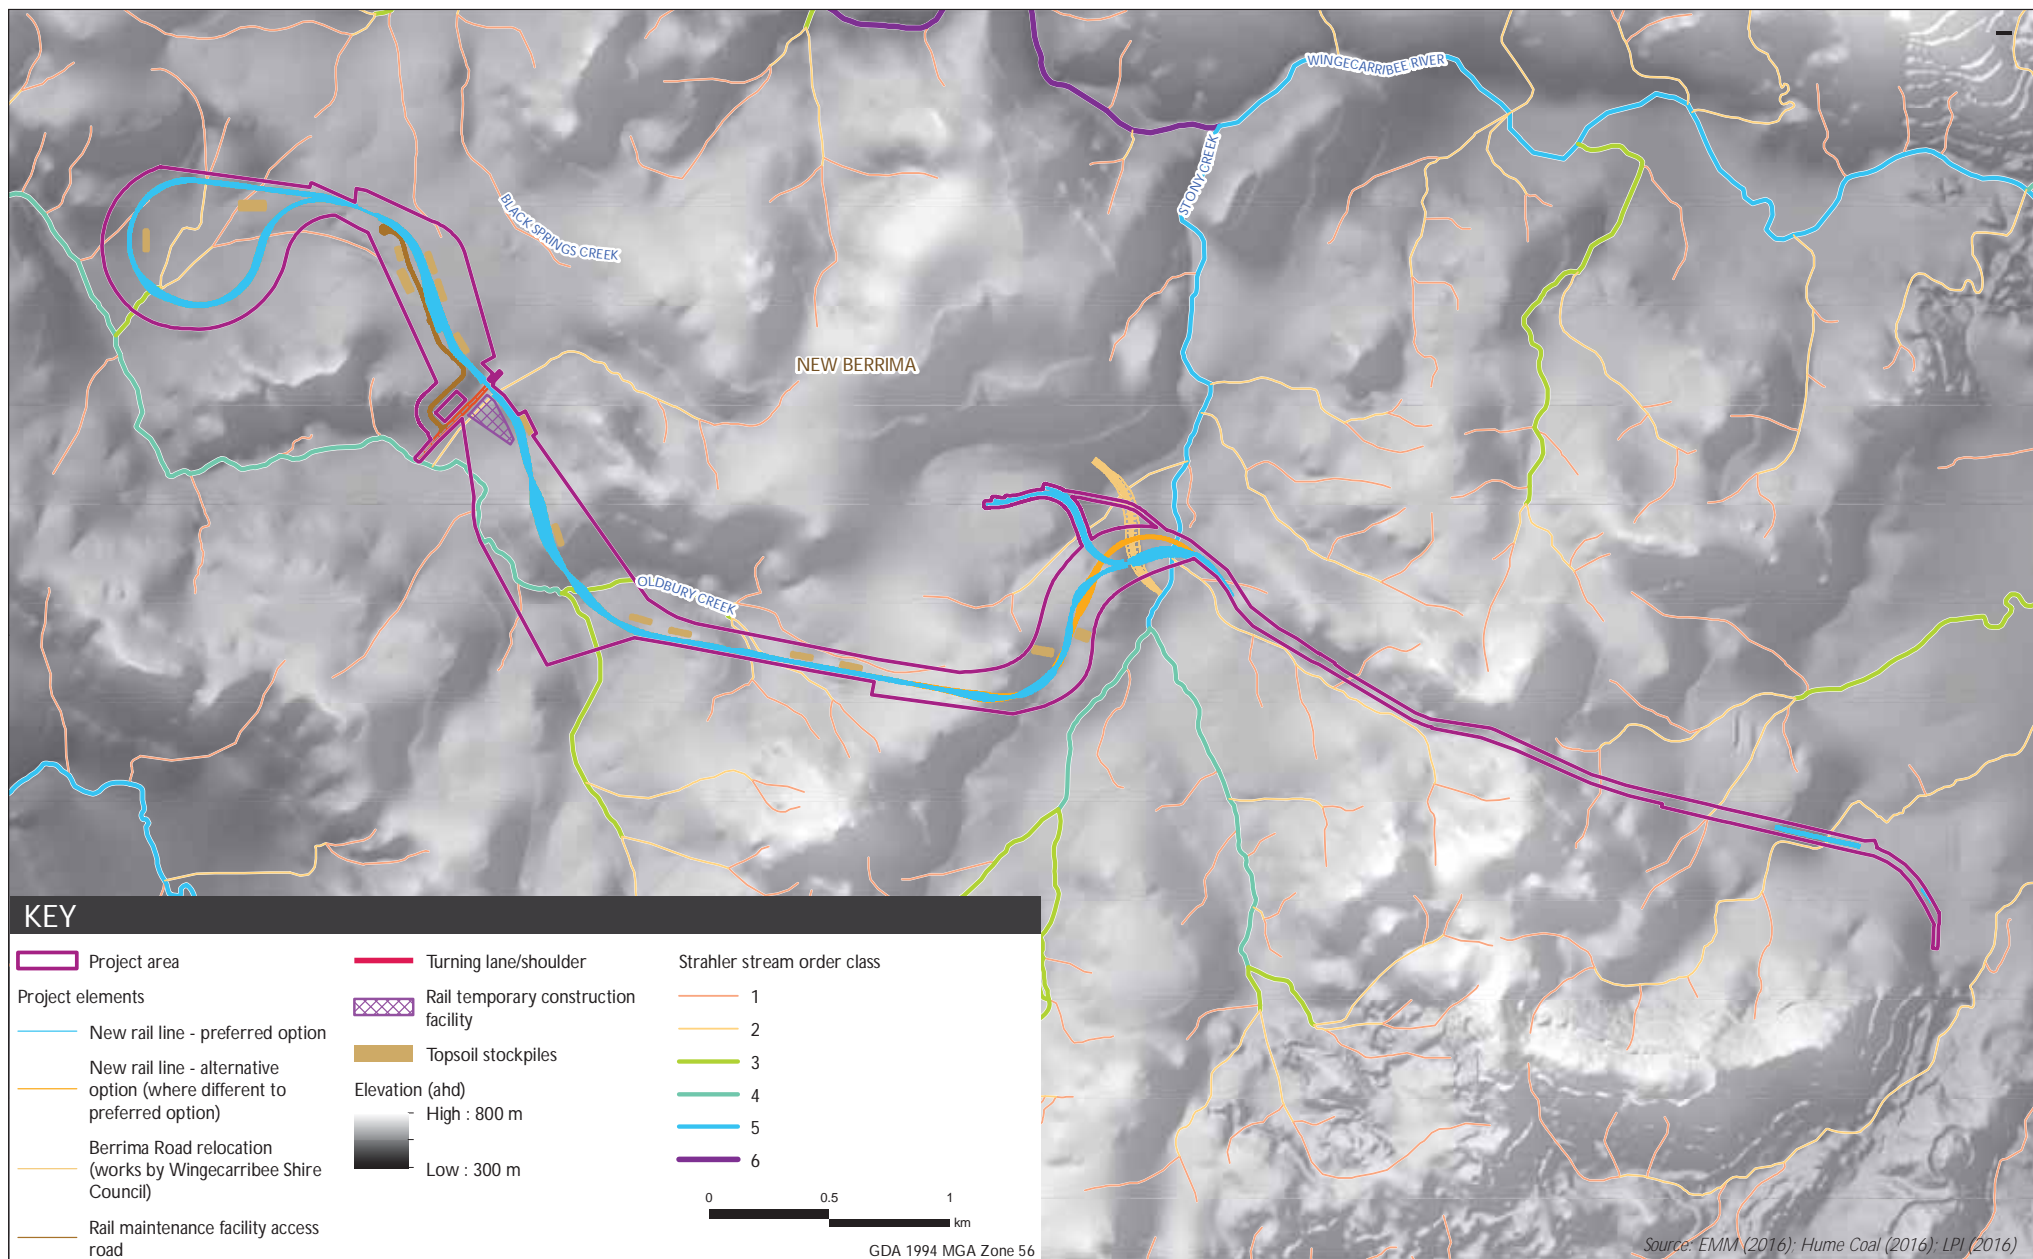 WINGECARRIBEE RIVER
STONY CREEK
BLACK SPRINGS CREEK
NEW BERRIMA
OLDBURY CREEK
KEY
Project area
Project elements
New rail line - preferred option
New rail line - alternative
option (where different to
preferred option)
Berrima Road relocation
(works by Wingecarribee Shire
Council)
Rail maintenance facility access
road
Turning lane/shoulder
Rail temporary construction
facility
Topsoil stockpiles
Elevation (ahd)
High : 800 m
Low : 300 m
Strahler stream order class
1
2
3
4
5
6
0 0.5 1
km
GDA 1994 MGA Zone 56
Source: EMM (2016); Hume Coal (2016); LPI (2016)